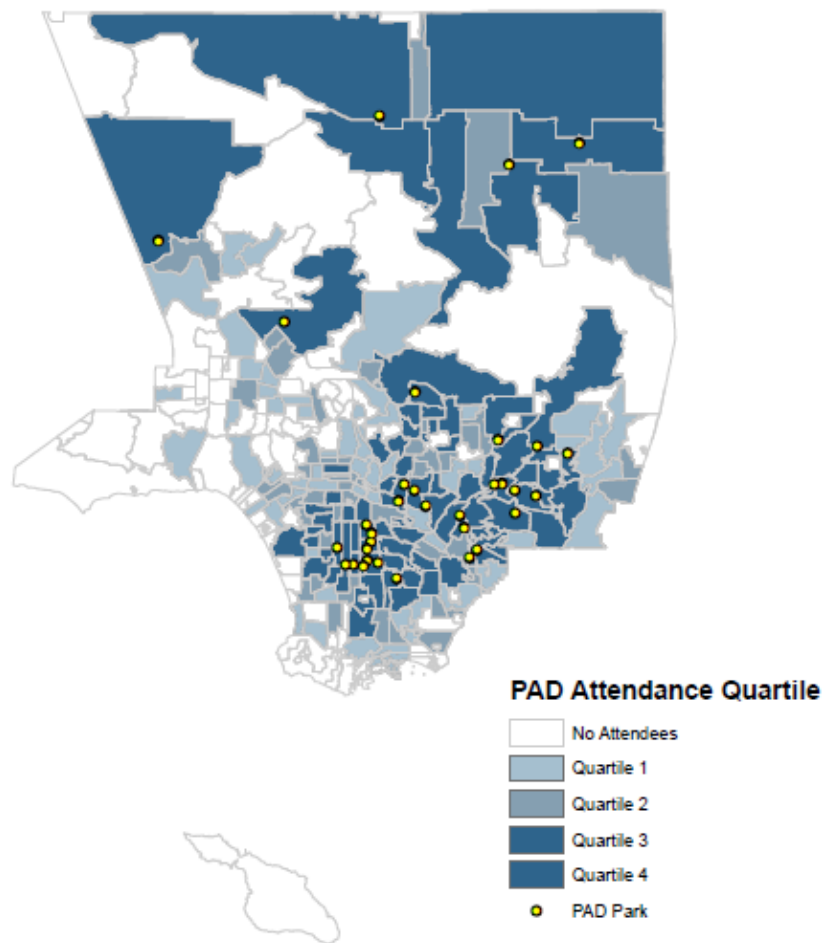 PAD Attendance Quartile
No Attendees
Quartile 1
Quartile 2
Quartile 3
Quartile 4
PAD Park